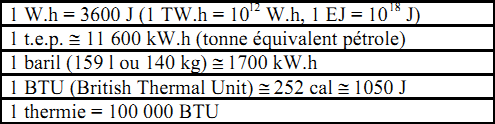 1 W.h = 3600 J (1 TW.h = 10¹² W.h, 1 EJ = 10¹⁸ J)
1 t.e.p. ≅ 11 600 kW.h (tonne équivalent pétrole)
1 baril (159 l ou 140 kg) ≅ 1700 kW.h
1 BTU (British Thermal Unit) ≅ 252 cal ≅ 1050 J
1 thermie = 100 000 BTU